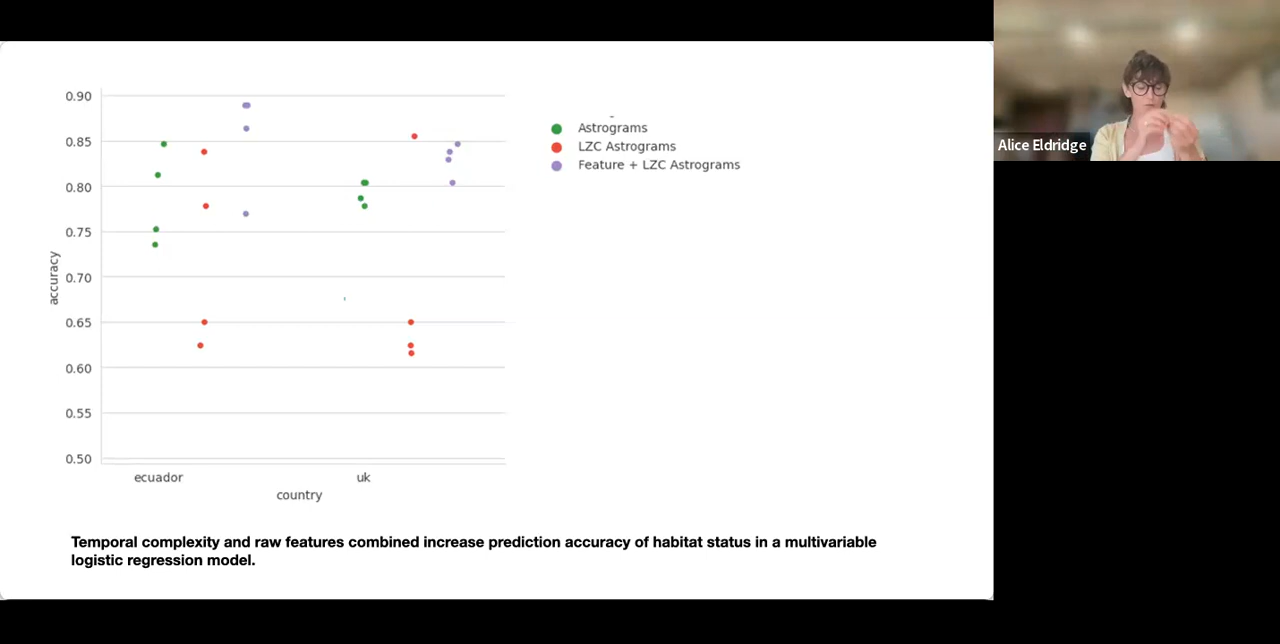 0.90
0.85
0.80
0.75
0.70
0.65
0.60
0.55
0.50
accuracy
ecuador
uk
country
Astrograms
LZC Astrograms
Feature + LZC Astrograms
Temporal complexity and raw features combined increase prediction accuracy of habitat status in a multivariable
logistic regression model.
Alice Eldridge